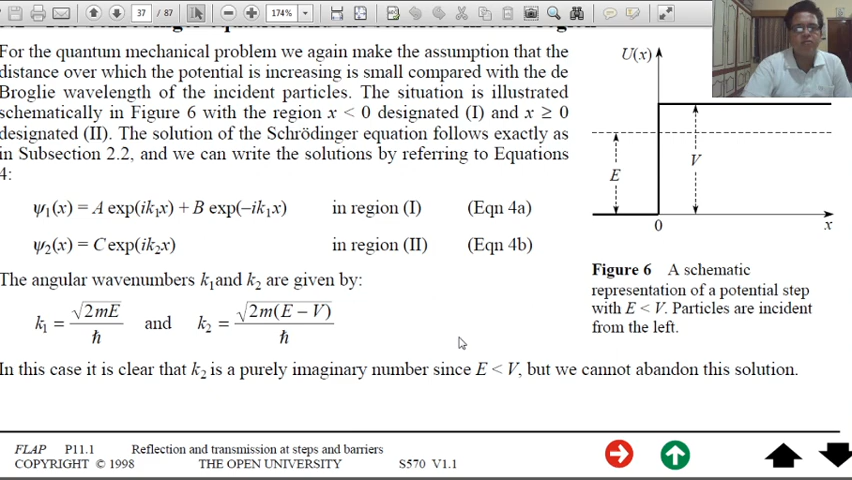 37 / 87
174%
For the quantum mechanical problem we again make the assumption that the
distance over which the potential is increasing is small compared with the de
Broglie wavelength of the incident particles. The situation is illustrated
schematically in Figure 6 with the region x < 0 designated (I) and x ≥ 0
designated (II). The solution of the Schrödinger equation follows exactly as
in Subsection 2.2, and we can write the solutions by referring to Equations
4:
ψ₁(x) = A exp(ik₁x) + B exp(−ik₁x) in region (I) (Eqn 4a)
ψ₂(x) = C exp(ik₂x) in region (II) (Eqn 4b)
The angular wavenumbers k₁and k₂ are given by:
k₁ = √2mE / ħ and k₂ = √2m(E − V) / ħ
In this case it is clear that k₂ is a purely imaginary number since E < V, but we cannot abandon this solution.
U(x)
V
E
0
x
Figure 6 A schematic
representation of a potential step
with E < V. Particles are incident
from the left.
FLAP P11.1 Reflection and transmission at steps and barriers
COPYRIGHT © 1998 THE OPEN UNIVERSITY S570 V1.1